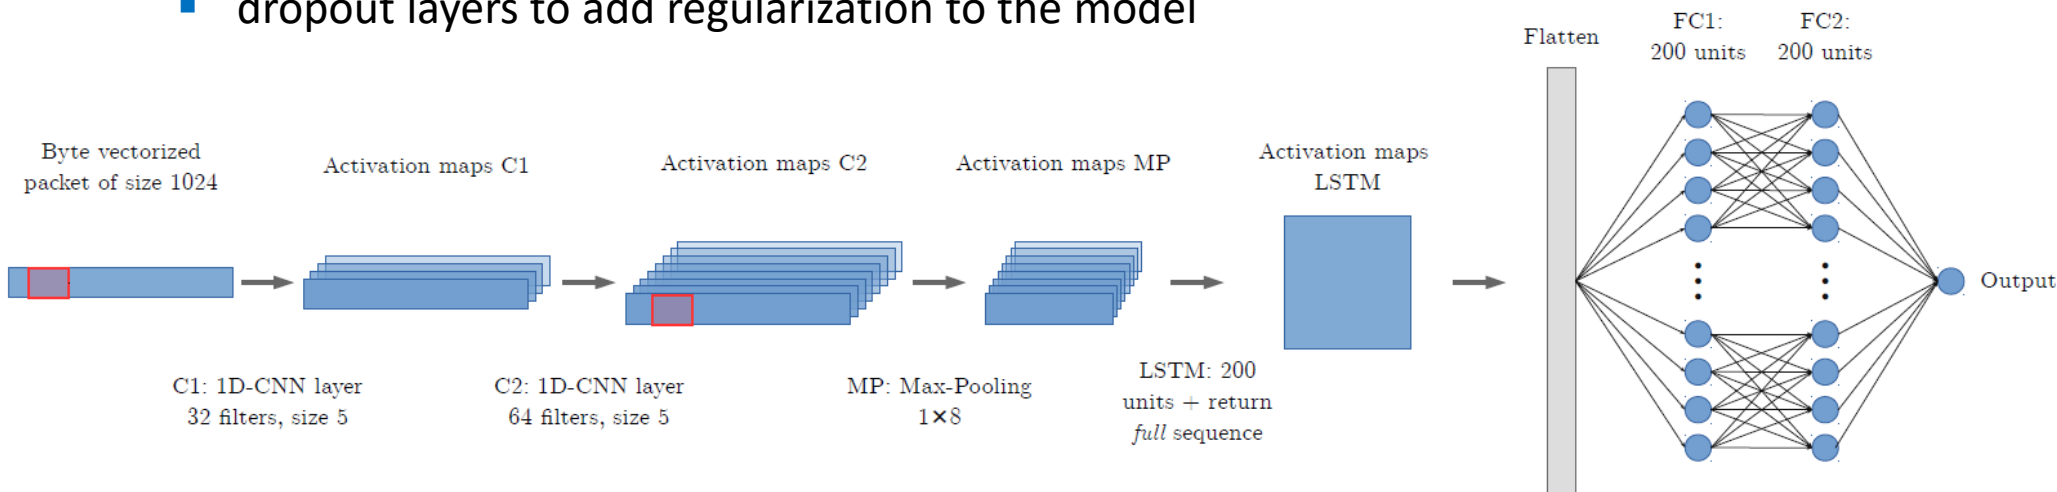 dropout layers to add regularization to the model
Byte vectorized
packet of size 1024
Activation maps C1
Activation maps C2
Activation maps MP
Activation maps
LSTM
Flatten
FC1:
200 units
FC2:
200 units
Output
C1: 1D-CNN layer
32 filters, size 5
C2: 1D-CNN layer
64 filters, size 5
MP: Max-Pooling
1×8
LSTM: 200
units + return
full sequence